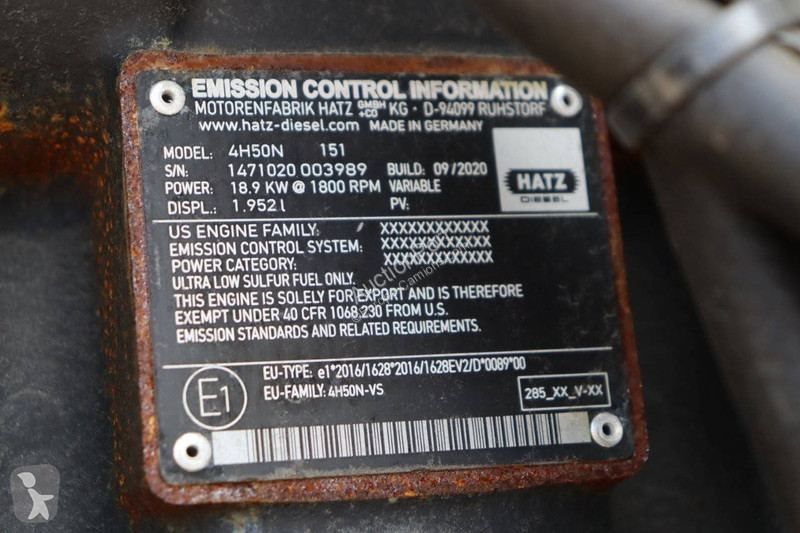 EMISSION CONTROL INFORMATION
MOTORENFABRIK HATZ GMBH +CO KG · D-94099 RUHSTORF
www.hatz-diesel.com MADE IN GERMANY
MODEL: 4H50N 151
S/N: 1471020 003989 BUILD: 09/2020
POWER: 18.9 KW @ 1800 RPM VARIABLE
DISPL.: 1.952 l PV:
HATZ
DIESEL
US ENGINE FAMILY: XXXXXXXXXXXX
EMISSION CONTROL SYSTEM: XXXXXXXXXXXX
POWER CATEGORY: XXXXXXXXXXXX
ULTRA LOW SULFUR FUEL ONLY.
THIS ENGINE IS SOLELY FOR EXPORT AND IS THEREFORE
EXEMPT UNDER 40 CFR 1068.230 FROM U.S.
EMISSION STANDARDS AND RELATED REQUIREMENTS.
E1
EU-TYPE: e1*2016/1628*2016/1628EV2/D*0089*00
EU-FAMILY: 4H50N-VS
285_XX_V-XX